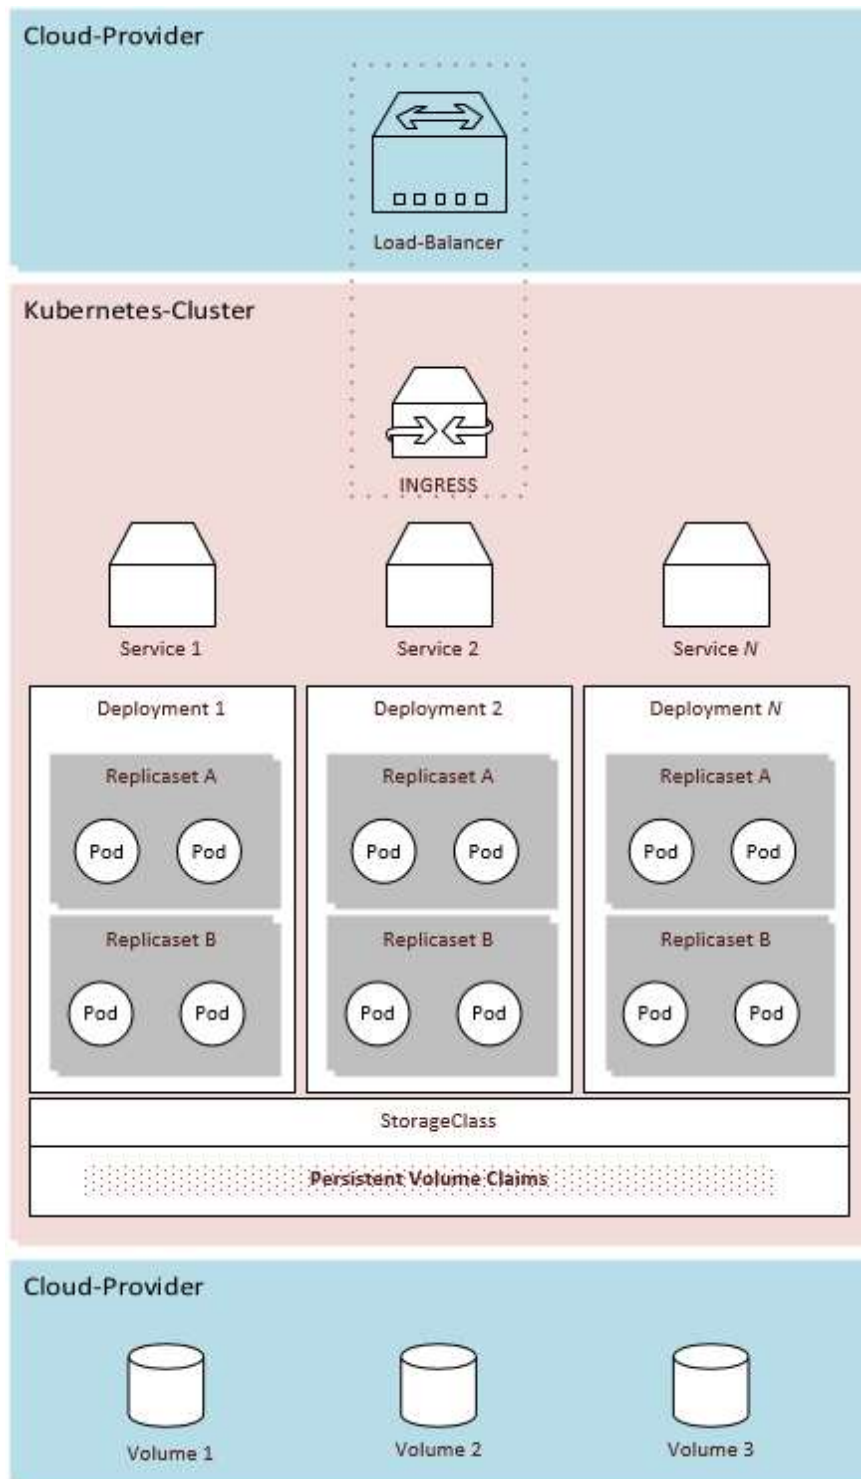 Cloud-Provider
Load-Balancer
Kubernetes-Cluster
INGRESS
Service 1
Service 2
Service N
Deployment 1
Deployment 2
Deployment N
Replicaset A
Replicaset A
Replicaset A
Pod
Pod
Pod
Pod
Pod
Pod
Replicaset B
Replicaset B
Replicaset B
Pod
Pod
Pod
Pod
Pod
Pod
StorageClass
Persistent Volume Claims
Cloud-Provider
Volume 1
Volume 2
Volume 3